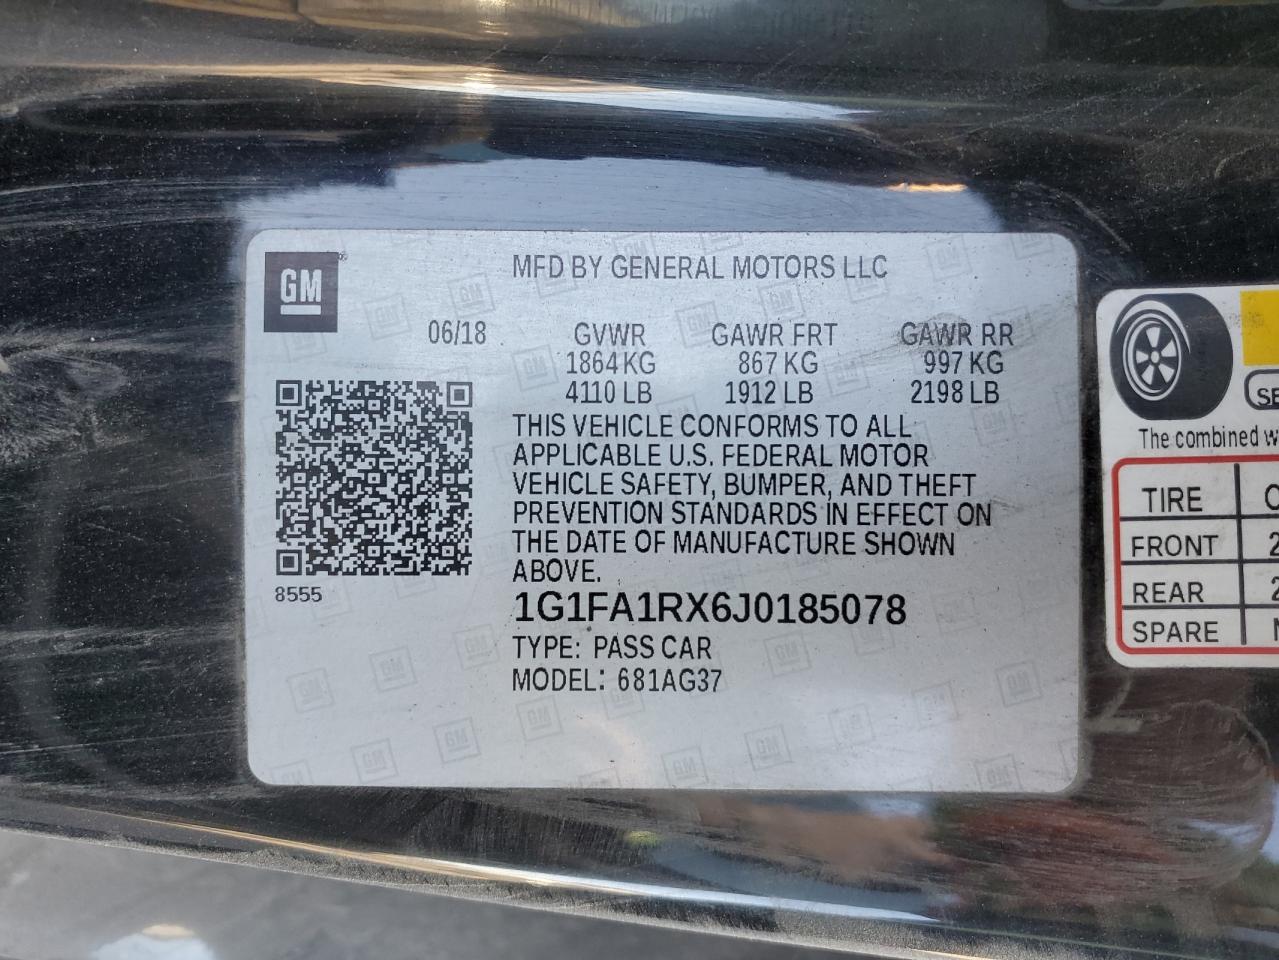 GM
MFD BY GENERAL MOTORS LLC
06/18 GVWR GAWR FRT GAWR RR
1864 KG 867 KG 997 KG
4110 LB 1912 LB 2198 LB
THIS VEHICLE CONFORMS TO ALL
APPLICABLE U.S. FEDERAL MOTOR
VEHICLE SAFETY, BUMPER, AND THEFT
PREVENTION STANDARDS IN EFFECT ON
THE DATE OF MANUFACTURE SHOWN
ABOVE.
8555
1G1FA1RX6J0185078
TYPE: PASS CAR
MODEL: 681AG37
The combined
TIRE
FRONT
REAR
SPARE